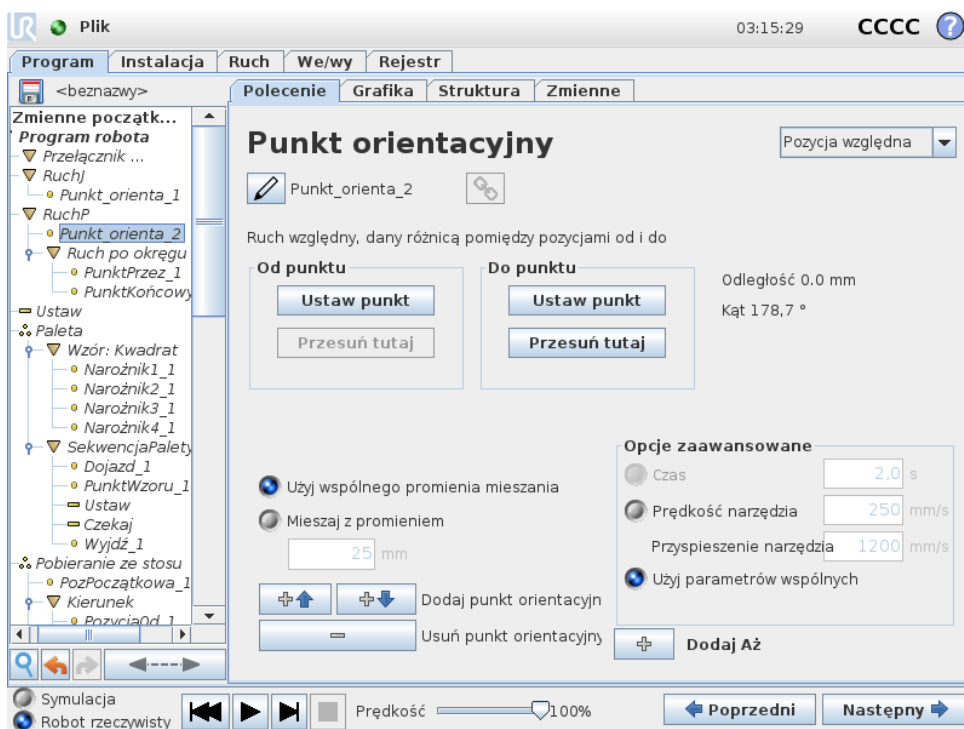 UR Plik 03:15:29 CCCC ?
Program Instalacja Ruch We/wy Rejestr
<beznazwy>
Polecenie Grafika Struktura Zmienne
Zmienne początk...
Program robota
Przełącznik ...
RuchJ
Punkt_orienta_1
RuchP
Punkt_orienta_2
Ruch po okręgu
PunktPrzez_1
PunktKońcowy
Ustaw
Paleta
Wzór: Kwadrat
Narożnik1_1
Narożnik2_1
Narożnik3_1
Narożnik4_1
SekwencjaPalety
Dojazd_1
PunktWzoru_1
Ustaw
Czekaj
Wyjdź_1
Pobieranie ze stosu
PozPoczątkowa_1
Kierunek
PozycjaOd_1
Punkt orientacyjny
Pozycja względna
Punkt_orienta_2
Ruch względny, dany różnicą pomiędzy pozycjami od i do
Od punktu
Ustaw punkt
Przesuń tutaj
Do punktu
Ustaw punkt
Przesuń tutaj
Odległość 0.0 mm
Kąt 178,7 °
Użyj wspólnego promienia mieszania
Mieszaj z promieniem
25 mm
Dodaj punkt orientacyjn
Usuń punkt orientacyjny
Opcje zaawansowane
Czas 2,0 s
Prędkość narzędzia 250 mm/s
Przyspieszenie narzędzia 1200 mm/s
Użyj parametrów wspólnych
Dodaj Aż
Symulacja
Robot rzeczywisty
Prędkość 100%
Poprzedni
Następny